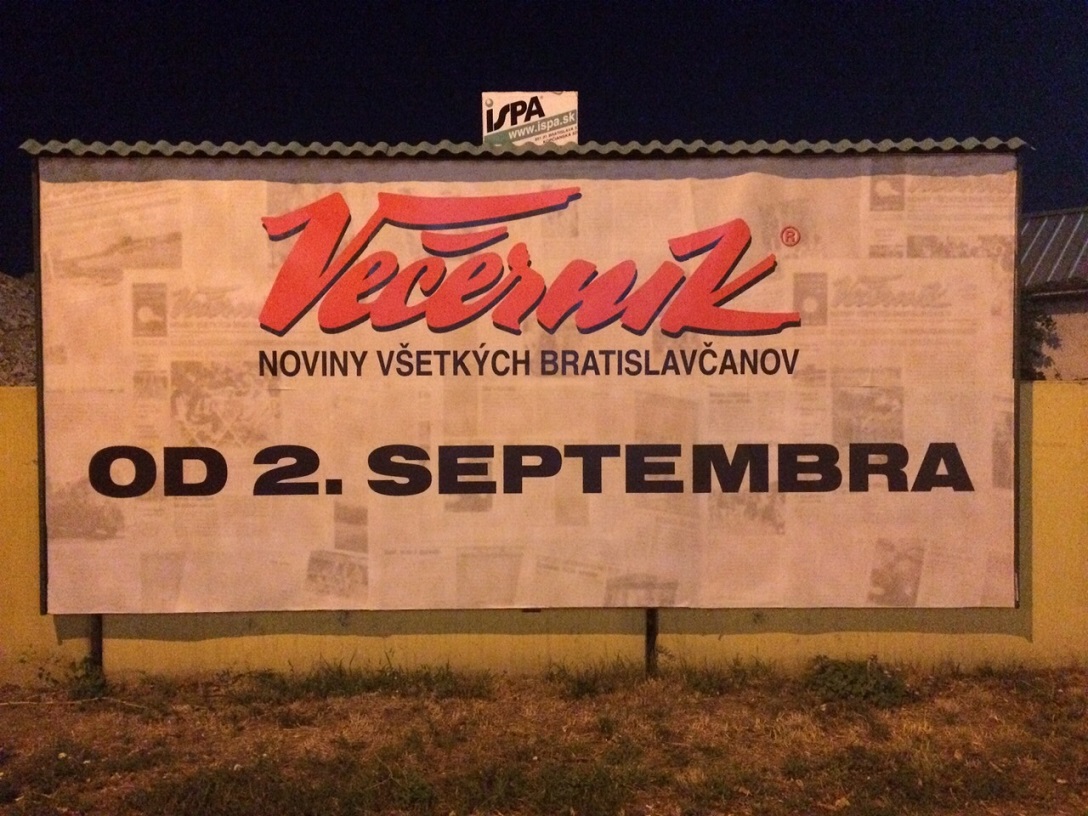 iSPA
www.ispa.sk
Večerník ®
NOVINY VŠETKÝCH BRATISLAVČANOV
OD 2. SEPTEMBRA